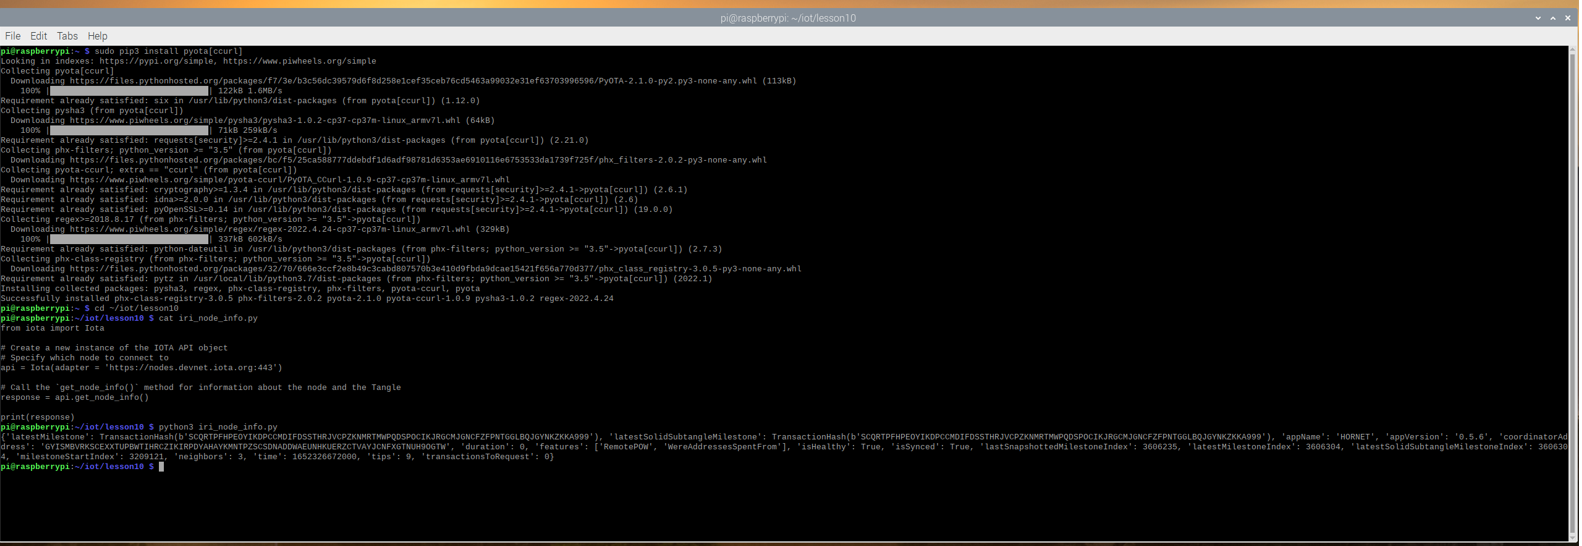 pi@raspberrypi: ~/iot/lesson10
File Edit Tabs Help
pi@raspberrypi:~ $ sudo pip3 install pyota[ccurl]
Looking in indexes: https://pypi.org/simple, https://www.piwheels.org/simple
Collecting pyota[ccurl]
  Downloading https://files.pythonhosted.org/packages/f7/3e/b3c56dc39579d6f8d258e1cef35ceb76cd5463a99032e31ef63703996596/PyOTA-2.1.0-py2.py3-none-any.whl (113kB)
    100% |████████████████████████████████| 122kB 1.6MB/s
Requirement already satisfied: six in /usr/lib/python3/dist-packages (from pyota[ccurl]) (1.12.0)
Collecting pysha3 (from pyota[ccurl])
  Downloading https://www.piwheels.org/simple/pysha3/pysha3-1.0.2-cp37-cp37m-linux_armv7l.whl (64kB)
    100% |████████████████████████████████| 71kB 259kB/s
Requirement already satisfied: requests[security]>=2.4.1 in /usr/lib/python3/dist-packages (from pyota[ccurl]) (2.21.0)
Collecting phx-filters; python_version >= "3.5" (from pyota[ccurl])
  Downloading https://files.pythonhosted.org/packages/bc/f5/25ca588777ddebdf1d6adf98781d6353ae6910116e6753533da1739f725f/phx_filters-2.0.2-py3-none-any.whl
Collecting pyota-ccurl; extra == "ccurl" (from pyota[ccurl])
  Downloading https://www.piwheels.org/simple/pyota-ccurl/PyOTA_CCurl-1.0.9-cp37-cp37m-linux_armv7l.whl
Requirement already satisfied: cryptography>=1.3.4 in /usr/lib/python3/dist-packages (from requests[security]>=2.4.1->pyota[ccurl]) (2.6.1)
Requirement already satisfied: idna>=2.0.0 in /usr/lib/python3/dist-packages (from requests[security]>=2.4.1->pyota[ccurl]) (2.6)
Requirement already satisfied: pyOpenSSL>=0.14 in /usr/lib/python3/dist-packages (from requests[security]>=2.4.1->pyota[ccurl]) (19.0.0)
Collecting regex>=2018.8.17 (from phx-filters; python_version >= "3.5"->pyota[ccurl])
  Downloading https://www.piwheels.org/simple/regex/regex-2022.4.24-cp37-cp37m-linux_armv7l.whl (329kB)
    100% |████████████████████████████████| 337kB 602kB/s
Requirement already satisfied: python-dateutil in /usr/lib/python3/dist-packages (from phx-filters; python_version >= "3.5"->pyota[ccurl]) (2.7.3)
Collecting phx-class-registry (from phx-filters; python_version >= "3.5"->pyota[ccurl])
  Downloading https://files.pythonhosted.org/packages/32/70/666e3ccf2e8b49c3cabd807570b3e410d9fbda9dcae15421f656a770d377/phx_class_registry-3.0.5-py3-none-any.whl
Requirement already satisfied: pytz in /usr/local/lib/python3.7/dist-packages (from phx-filters; python_version >= "3.5"->pyota[ccurl]) (2022.1)
Installing collected packages: pysha3, regex, phx-class-registry, phx-filters, pyota-ccurl, pyota
Successfully installed phx-class-registry-3.0.5 phx-filters-2.0.2 pyota-2.1.0 pyota-ccurl-1.0.9 pysha3-1.0.2 regex-2022.4.24
pi@raspberrypi:~ $ cd ~/iot/lesson10
pi@raspberrypi:~/iot/lesson10 $ cat iri_node_info.py
from iota import Iota
# Create a new instance of the IOTA API object
# Specify which node to connect to
api = Iota(adapter = 'https://nodes.devnet.iota.org:443')
# Call the `get_node_info()` method for information about the node and the Tangle
response = api.get_node_info()
print(response)
pi@raspberrypi:~/iot/lesson10 $ python3 iri_node_info.py
{'latestMilestone': TransactionHash(b'SCQRTPFHPEOYIKDPCCMDIFDSSTHRJVCPZKNMRTMWPQDSPOCIKJRGCMJGNCFZFPNTGGLBQJGYNKZKKA999'), 'latestSolidSubtangleMilestone': TransactionHash(b'SCQRTPFHPEOYIKDPCCMDIFDSSTHRJVCPZKNMRTMWPQDSPOCIKJRGCMJGNCFZFPNTGGLBQJGYNKZKKA999'), 'appName': 'HORNET', 'appVersion': '0.5.6', 'coordinatorAd
dress': 'GYISMBVRKSCEXXTUPBWTIHRCZIKIRPDYAHAYKMNTPZSCSDNADDWAEUNHKUERZCTVAYJCNFXGTNUH9OGTW', 'duration': 0, 'features': ['RemotePOW', 'WereAddressesSpentFrom'], 'isHealthy': True, 'isSynced': True, 'lastSnapshottedMilestoneIndex': 3606235, 'latestMilestoneIndex': 3606304, 'latestSolidSubtangleMilestoneIndex': 360630
4, 'milestoneStartIndex': 3209121, 'neighbors': 3, 'time': 1652326672000, 'tips': 9, 'transactionsToRequest': 0}
pi@raspberrypi:~/iot/lesson10 $